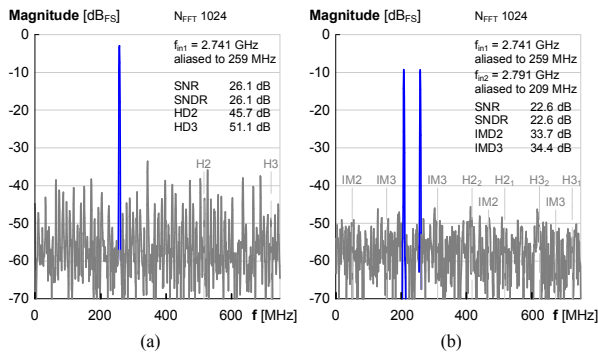 Magnitude [dBFS]
NFFT 1024
fin1 = 2.741 GHz
aliased to 259 MHz
SNR 26.1 dB
SNDR 26.1 dB
HD2 45.7 dB
HD3 51.1 dB
H2
H3
0
-10
-20
-30
-40
-50
-60
-70
0
200
400
600
f [MHz]
(a)
Magnitude [dBFS]
NFFT 1024
fin1 = 2.741 GHz
aliased to 259 MHz
fin2 = 2.791 GHz
aliased to 209 MHz
SNR 22.6 dB
SNDR 22.6 dB
IMD2 33.7 dB
IMD3 34.4 dB
IM2
IM3
IM3
H22
H21
H32
H31
IM2
IM3
0
-10
-20
-30
-40
-50
-60
-70
0
200
400
600
f [MHz]
(b)